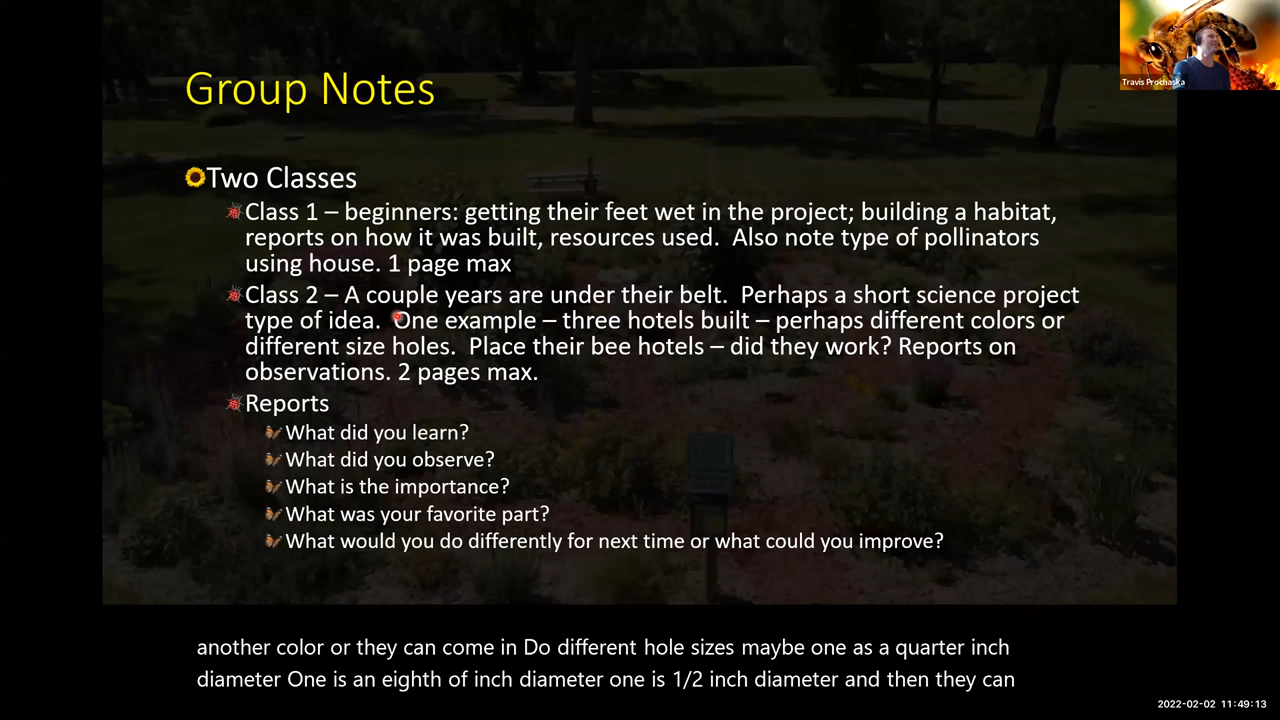 Travis Prochaska
Group Notes
Two Classes
Class 1 – beginners: getting their feet wet in the project; building a habitat,
reports on how it was built, resources used.  Also note type of pollinators
using house. 1 page max
Class 2 – A couple years are under their belt.  Perhaps a short science project
type of idea.  One example – three hotels built – perhaps different colors or
different size holes.  Place their bee hotels – did they work? Reports on
observations. 2 pages max.
Reports
What did you learn?
What did you observe?
What is the importance?
What was your favorite part?
What would you do differently for next time or what could you improve?
another color or they can come in Do different hole sizes maybe one as a quarter inch
diameter One is an eighth of inch diameter one is 1/2 inch diameter and then they can
2022-02-02 11:49:13